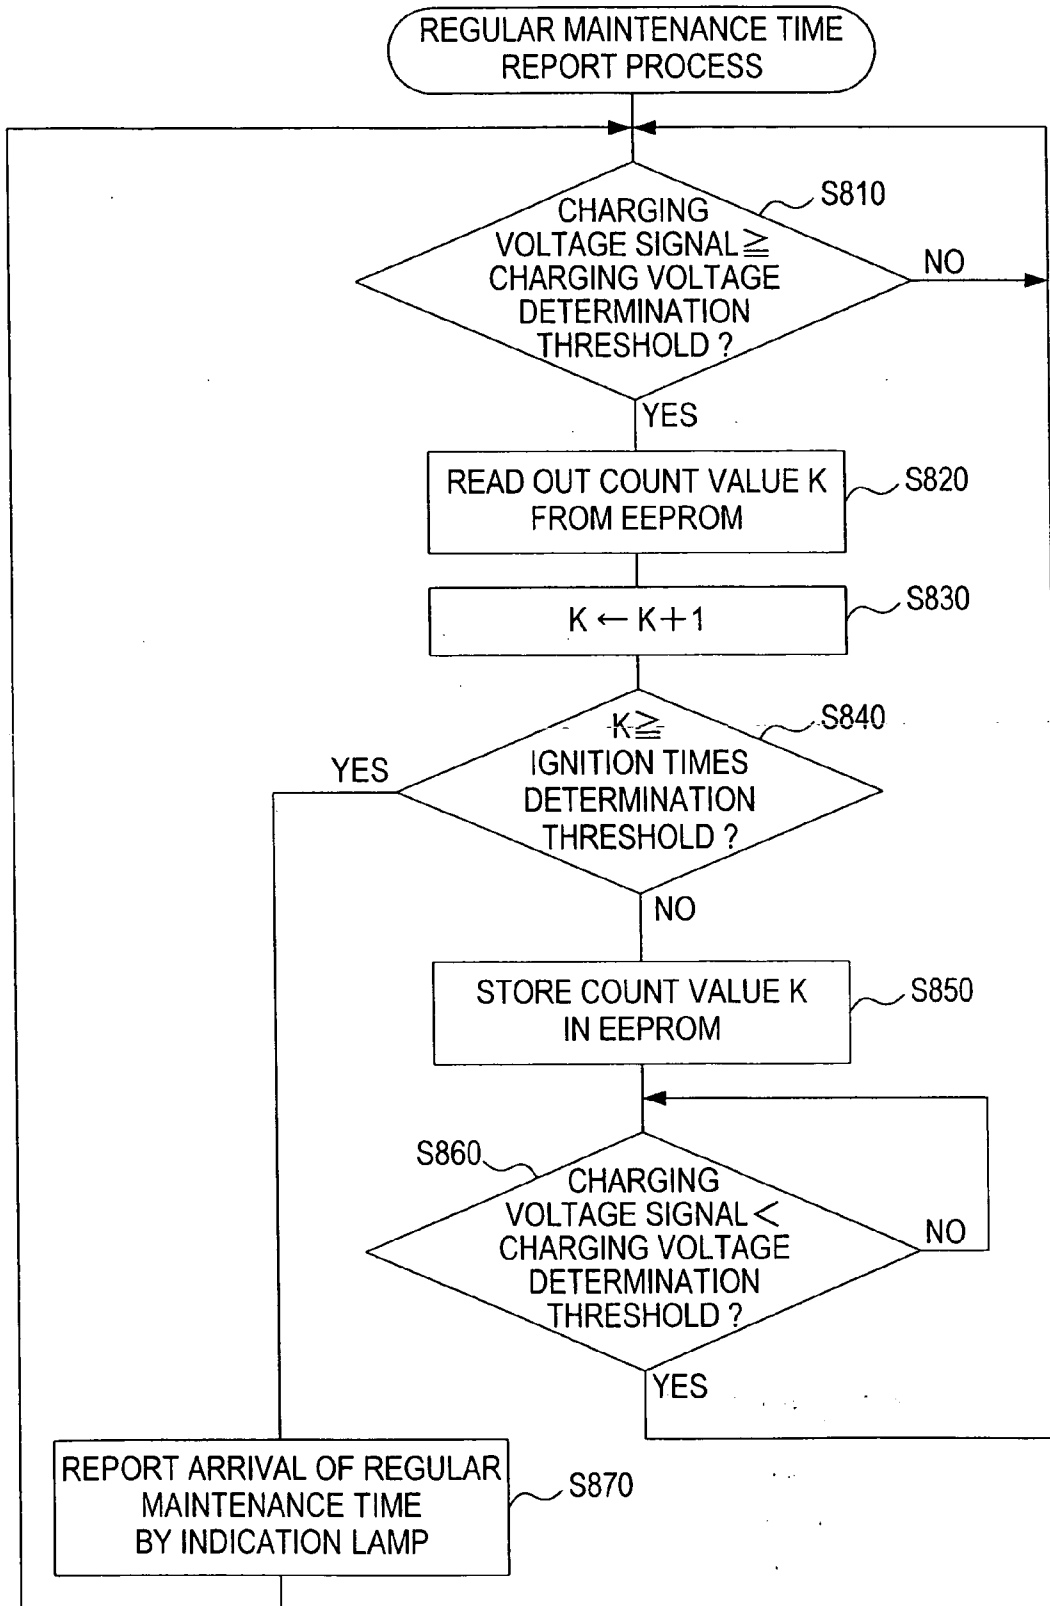 REGULAR MAINTENANCE TIME
REPORT PROCESS
S810
CHARGING
VOLTAGE SIGNAL≧
CHARGING VOLTAGE
DETERMINATION
THRESHOLD ?
NO
YES
READ OUT COUNT VALUE K
FROM EEPROM
S820
K ← K+1
S830
S840
K≧
IGNITION TIMES
DETERMINATION
THRESHOLD ?
YES
NO
STORE COUNT VALUE K
IN EEPROM
S850
S860
CHARGING
VOLTAGE SIGNAL<
CHARGING VOLTAGE
DETERMINATION
THRESHOLD ?
NO
YES
REPORT ARRIVAL OF REGULAR
MAINTENANCE TIME
BY INDICATION LAMP
S870